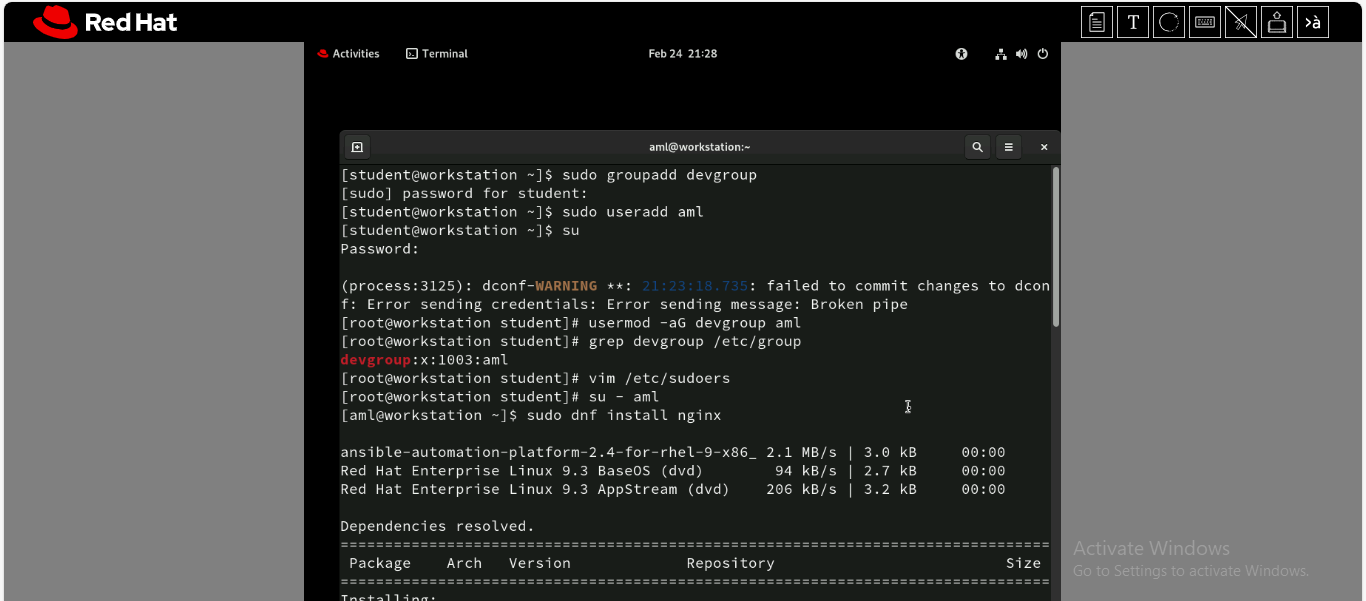 Red Hat
T
>à
Activities
Terminal
Feb 24 21:28
aml@workstation:~
[student@workstation ~]$ sudo groupadd devgroup
[sudo] password for student:
[student@workstation ~]$ sudo useradd aml
[student@workstation ~]$ su
Password:
(process:3125): dconf-WARNING **: 21:23:18.735: failed to commit changes to dcon
f: Error sending credentials: Error sending message: Broken pipe
[root@workstation student]# usermod -aG devgroup aml
[root@workstation student]# grep devgroup /etc/group
devgroup:x:1003:aml
[root@workstation student]# vim /etc/sudoers
[root@workstation student]# su - aml
[aml@workstation ~]$ sudo dnf install nginx
ansible-automation-platform-2.4-for-rhel-9-x86_ 2.1 MB/s | 3.0 kB     00:00
Red Hat Enterprise Linux 9.3 BaseOS (dvd)        94 kB/s | 2.7 kB     00:00
Red Hat Enterprise Linux 9.3 AppStream (dvd)    206 kB/s | 3.2 kB     00:00
Dependencies resolved.
================================================================================
Package    Arch   Version             Repository                          Size
================================================================================
Installing:
Activate Windows
Go to Settings to activate Windows.